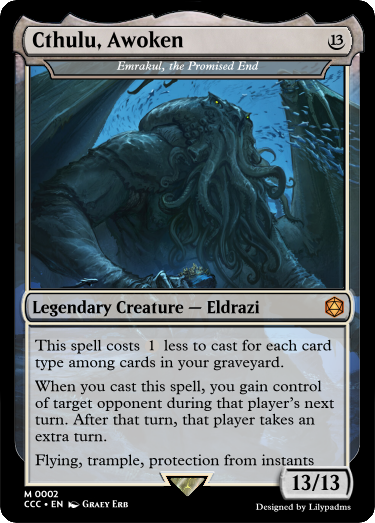 Cthulu, Awoken 13
Emrakul, the Promised End
Legendary Creature — Eldrazi
This spell costs 1 less to cast for each card
type among cards in your graveyard.
When you cast this spell, you gain control
of target opponent during that player's next
turn. After that turn, that player takes an
extra turn.
Flying, trample, protection from instants
13/13
M 0002
CCC • EN Graey Erb
Designed by Lilypadms